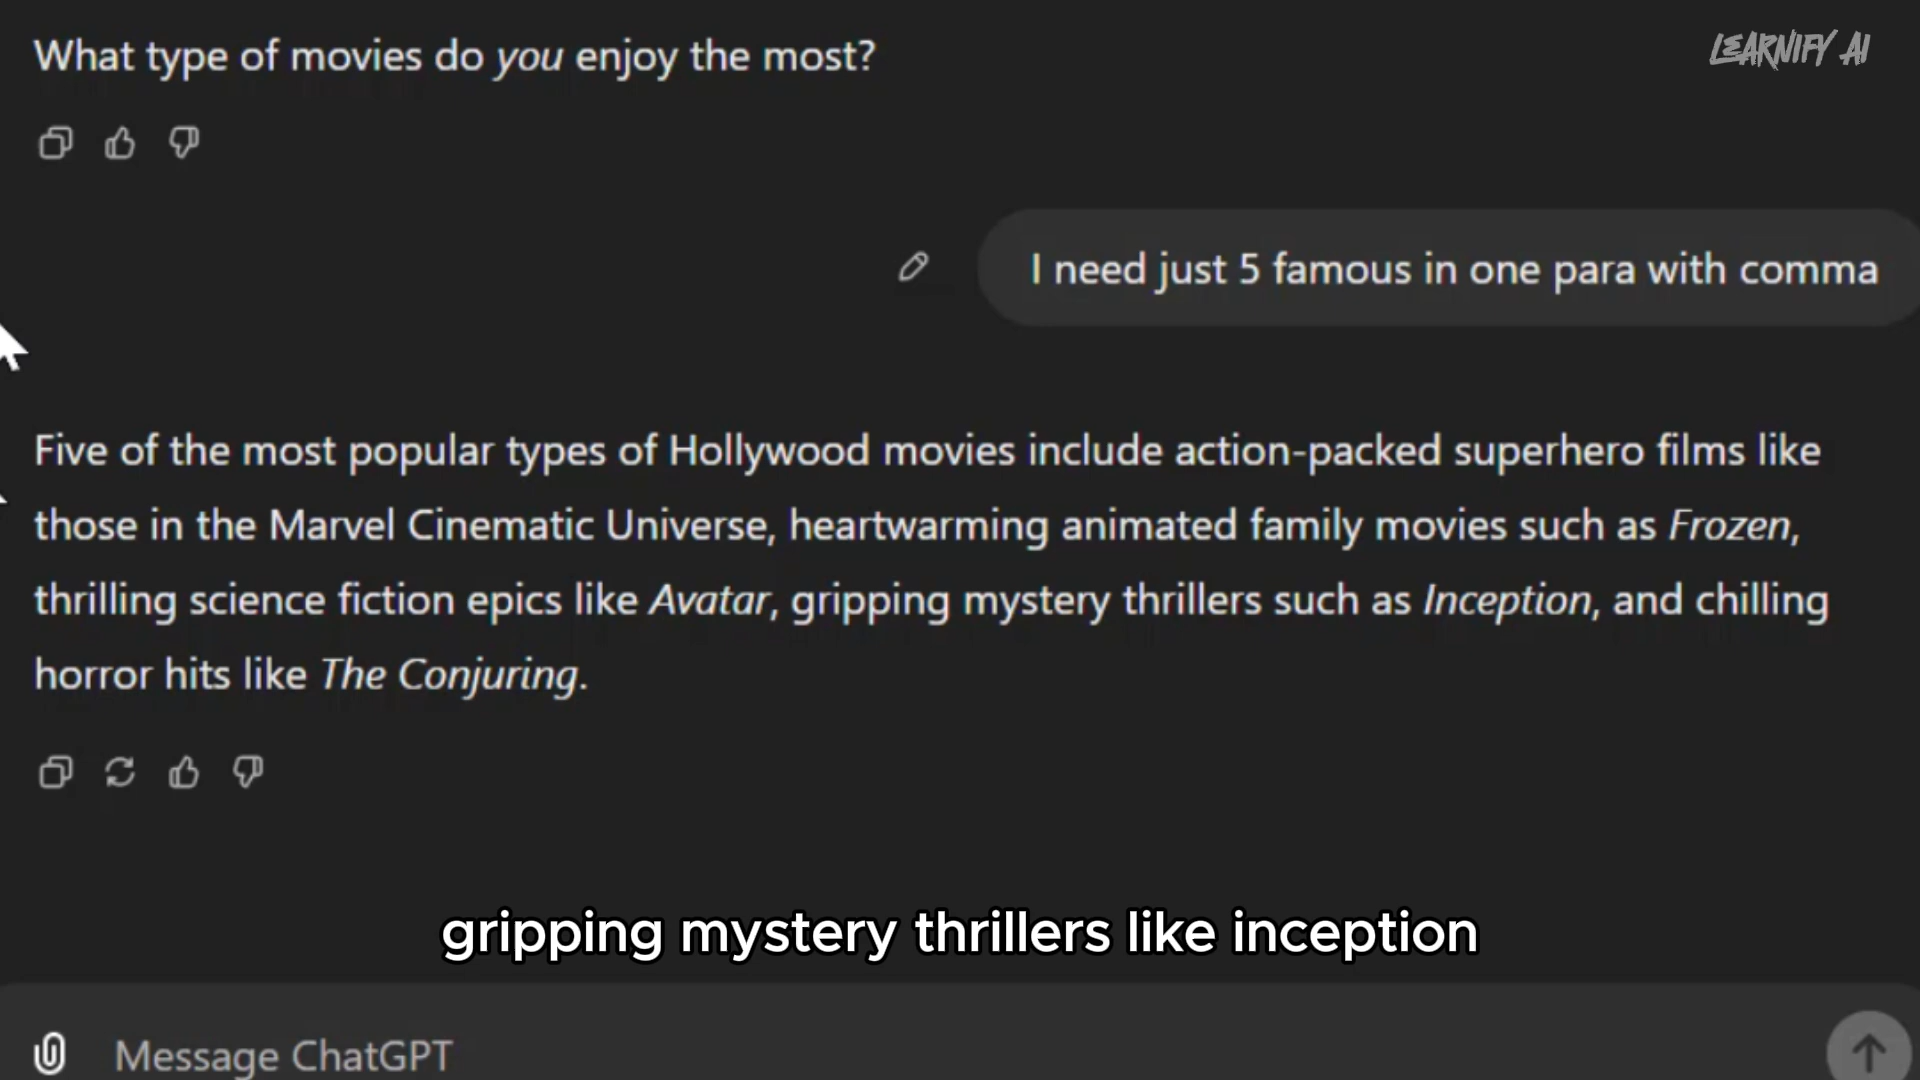 What type of movies do you enjoy the most?
LEARNIFY AI
I need just 5 famous in one para with comma
Five of the most popular types of Hollywood movies include action-packed superhero films like
those in the Marvel Cinematic Universe, heartwarming animated family movies such as Frozen,
thrilling science fiction epics like Avatar, gripping mystery thrillers such as Inception, and chilling
horror hits like The Conjuring.
gripping mystery thrillers like inception
Message ChatGPT